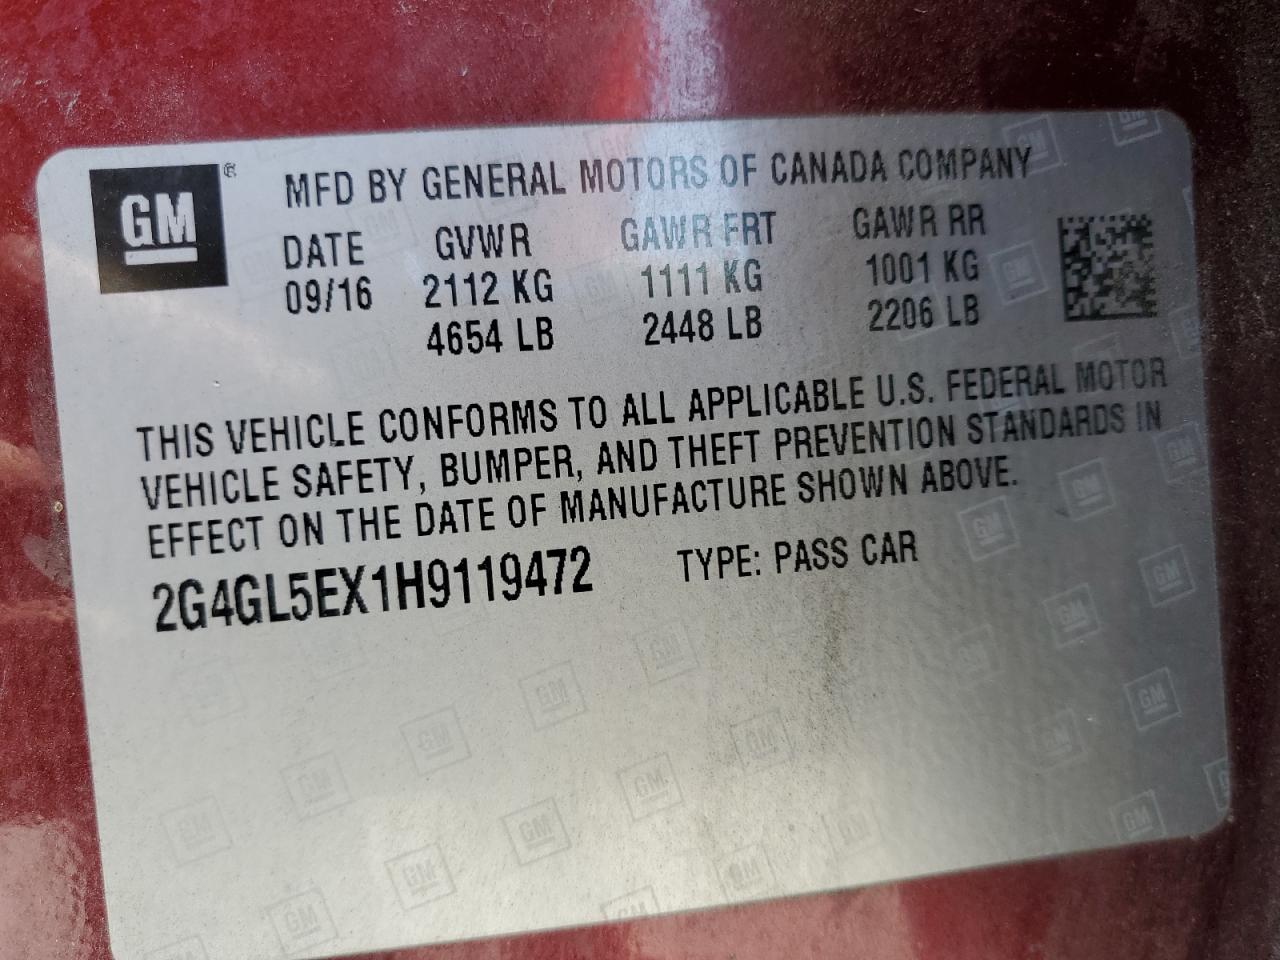 GM ® MFD BY GENERAL MOTORS OF CANADA COMPANY
DATE GVWR GAWR FRT GAWR RR
09/16 2112 KG 1111 KG 1001 KG
4654 LB 2448 LB 2206 LB
THIS VEHICLE CONFORMS TO ALL APPLICABLE U.S. FEDERAL MOTOR
VEHICLE SAFETY, BUMPER, AND THEFT PREVENTION STANDARDS IN
EFFECT ON THE DATE OF MANUFACTURE SHOWN ABOVE.
2G4GL5EX1H9119472 TYPE: PASS CAR